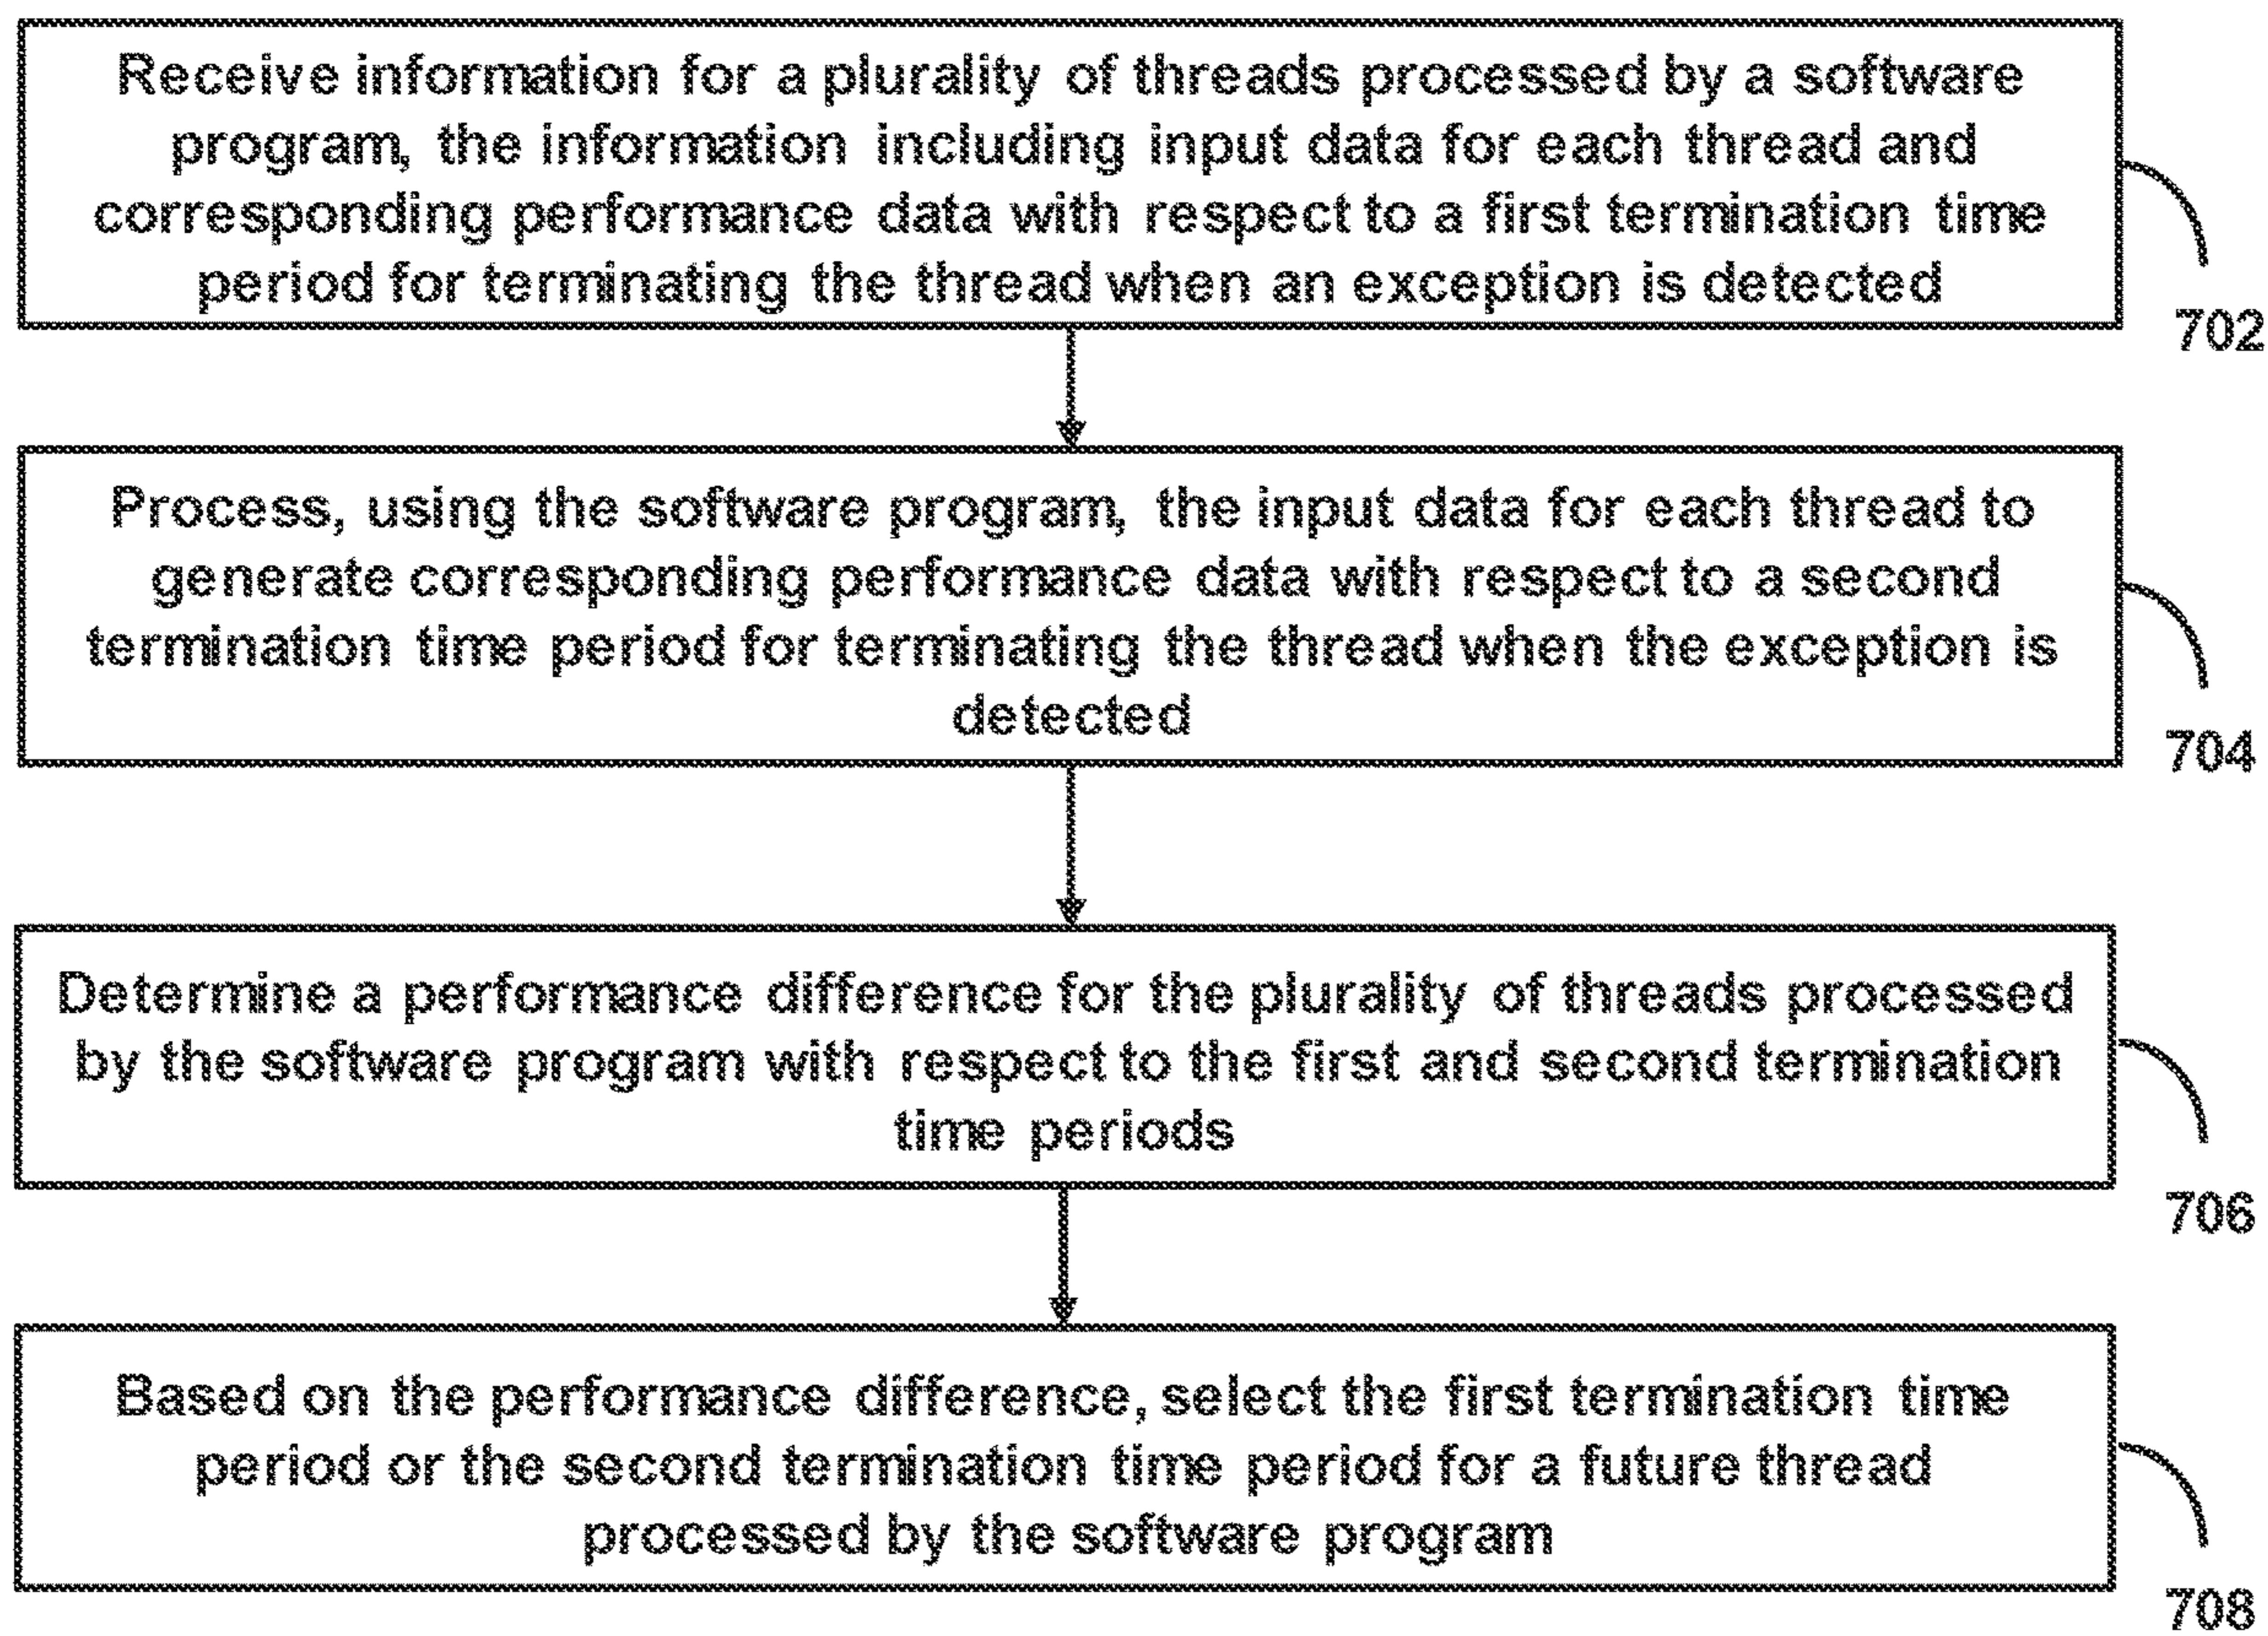 Receive information for a plurality of threads processed by a software
program, the information including input data for each thread and
corresponding performance data with respect to a first termination time
period for terminating the thread when an exception is detected
702
Process, using the software program, the input data for each thread to
generate corresponding performance data with respect to a second
termination time period for terminating the thread when the exception is
detected
704
Determine a performance difference for the plurality of threads processed
by the software program with respect to the first and second termination
time periods
706
Based on the performance difference, select the first termination time
period or the second termination time period for a future thread
processed by the software program
708